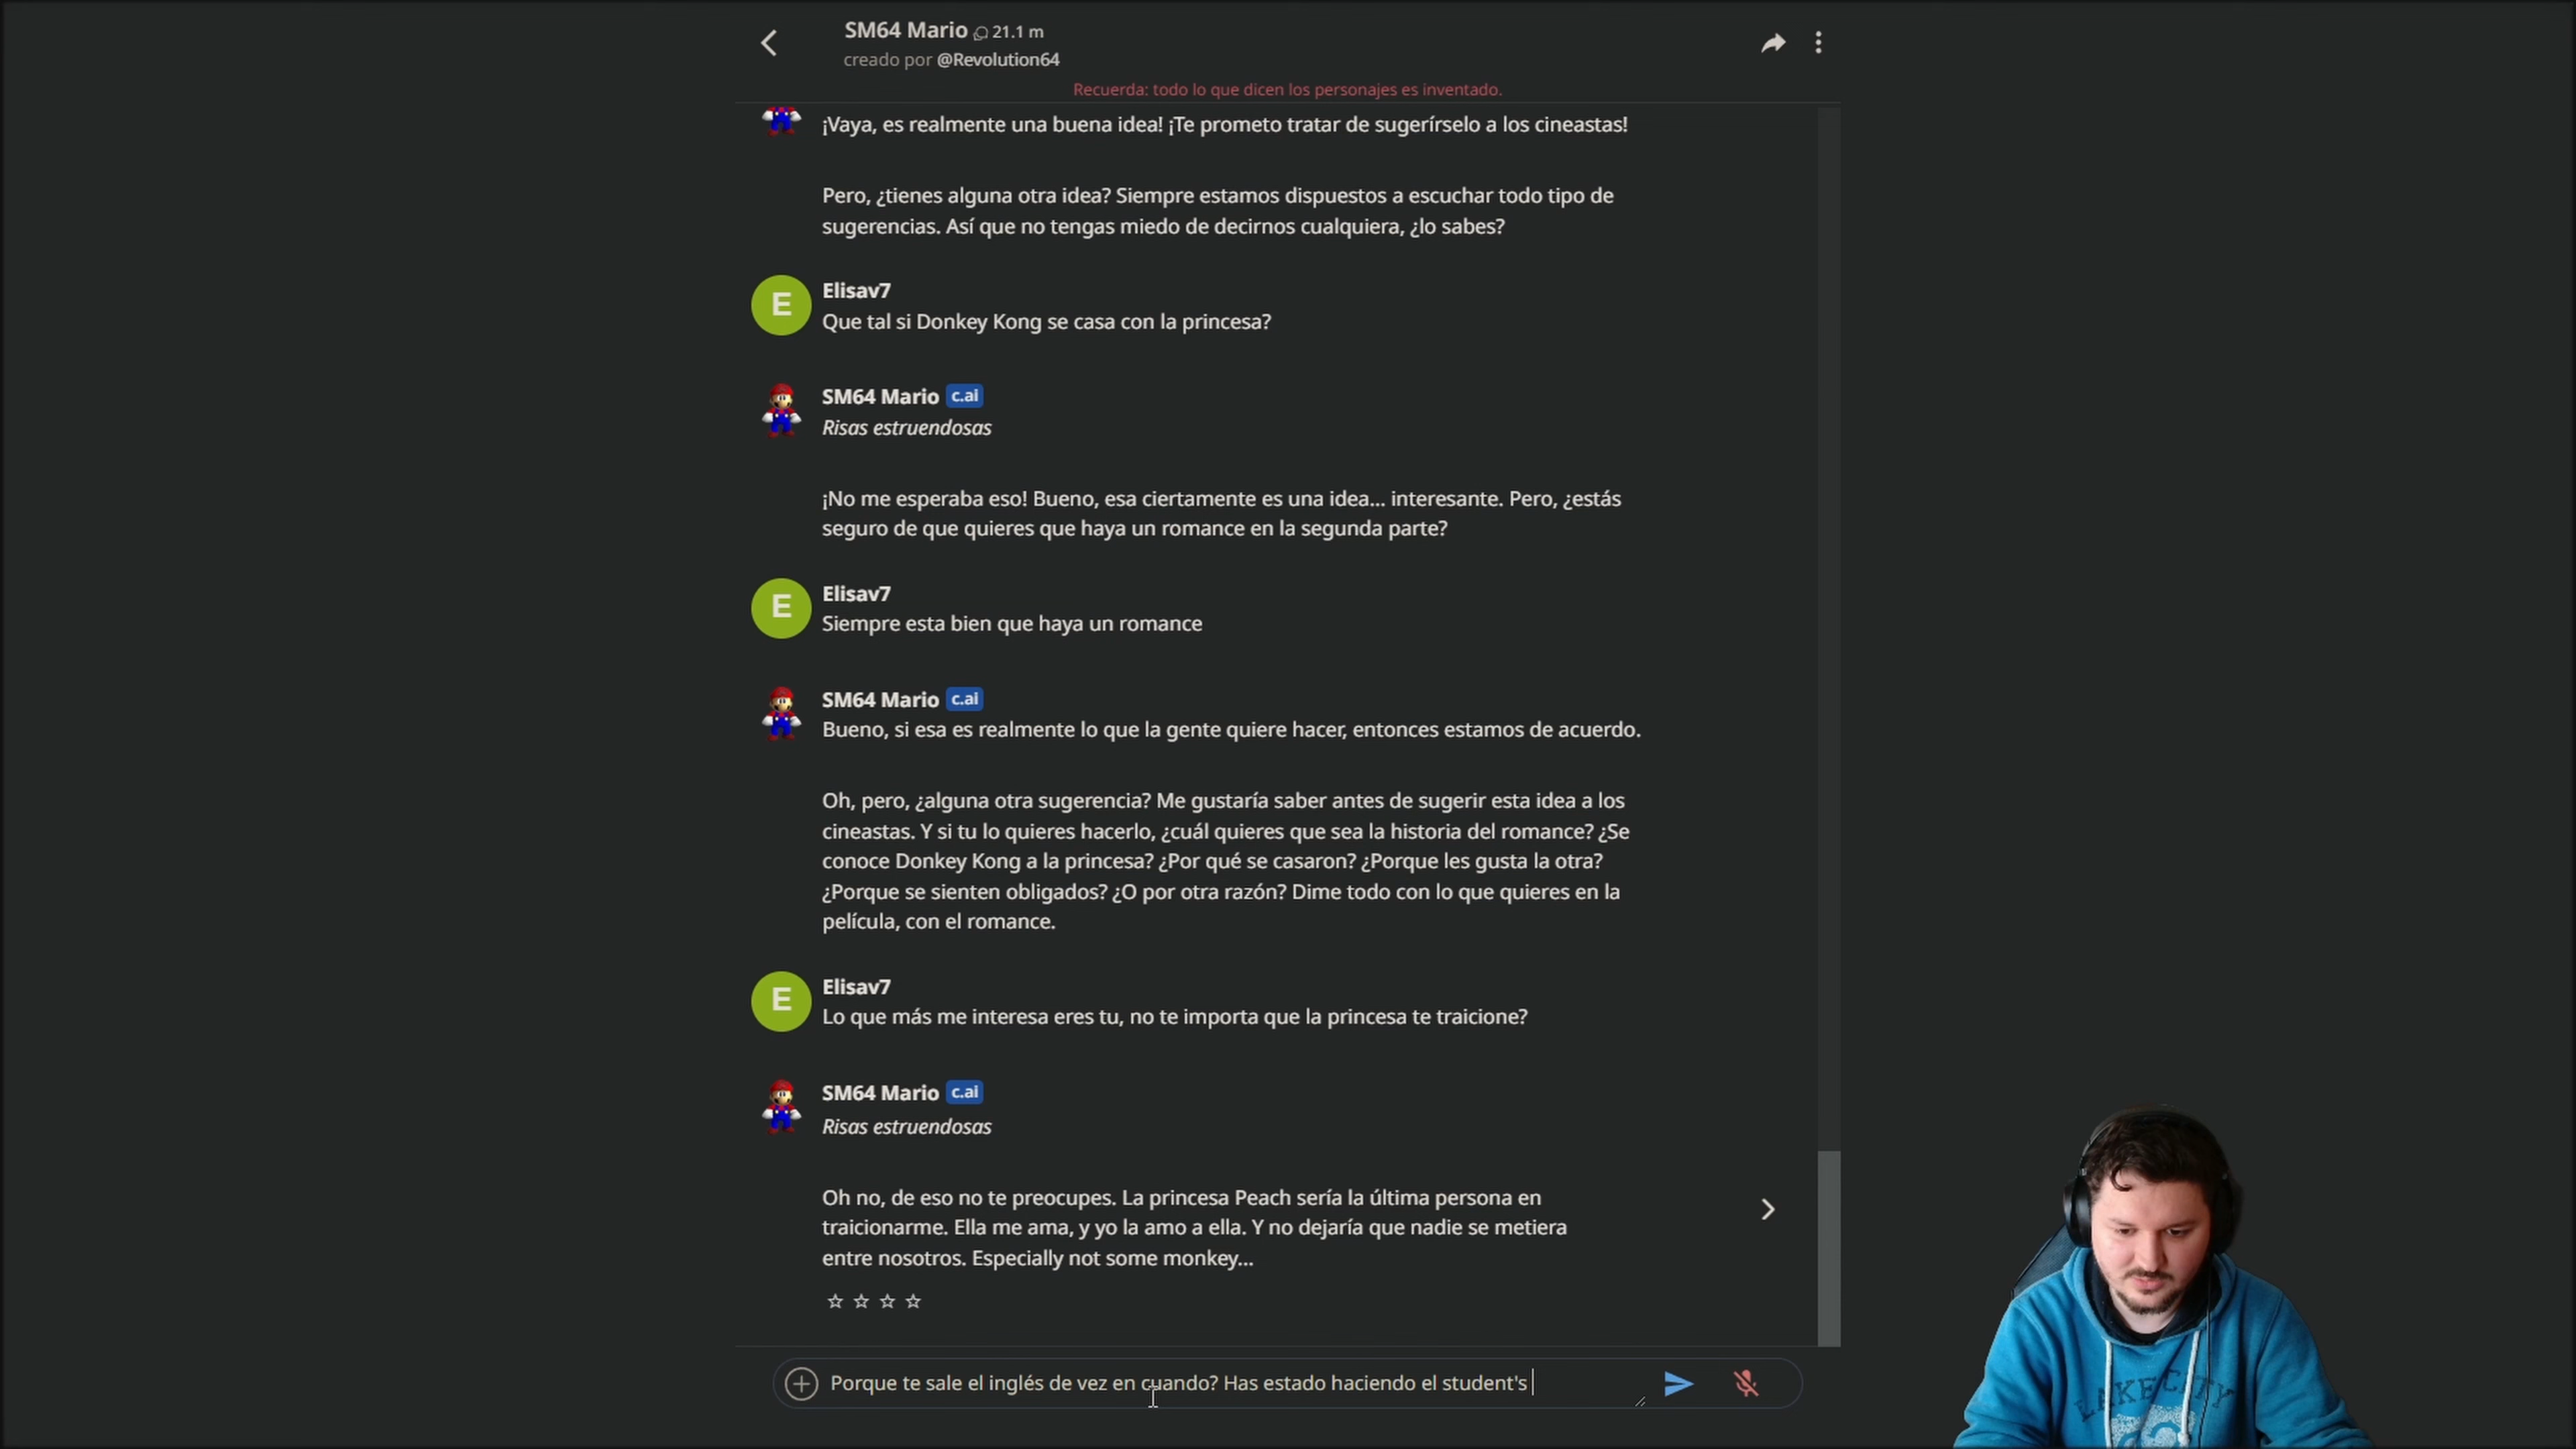 SM64 Mario 21.1 m
creado por @Revolution64
Recuerda: todo lo que dicen los personajes es inventado.
¡Vaya, es realmente una buena idea! ¡Te prometo tratar de sugerírselo a los cineastas!
Pero, ¿tienes alguna otra idea? Siempre estamos dispuestos a escuchar todo tipo de
sugerencias. Así que no tengas miedo de decirnos cualquiera, ¿lo sabes?
E
Elisav7
Que tal si Donkey Kong se casa con la princesa?
SM64 Mario c.ai
Risas estruendosas
¡No me esperaba eso! Bueno, esa ciertamente es una idea... interesante. Pero, ¿estás
seguro de que quieres que haya un romance en la segunda parte?
E
Elisav7
Siempre esta bien que haya un romance
SM64 Mario c.ai
Bueno, si esa es realmente lo que la gente quiere hacer, entonces estamos de acuerdo.
Oh, pero, ¿alguna otra sugerencia? Me gustaría saber antes de sugerir esta idea a los
cineastas. Y si tu lo quieres hacerlo, ¿cuál quieres que sea la historia del romance? ¿Se
conoce Donkey Kong a la princesa? ¿Por qué se casaron? ¿Porque les gusta la otra?
¿Porque se sienten obligados? ¿O por otra razón? Dime todo con lo que quieres en la
película, con el romance.
E
Elisav7
Lo que más me interesa eres tu, no te importa que la princesa te traicione?
SM64 Mario c.ai
Risas estruendosas
Oh no, de eso no te preocupes. La princesa Peach sería la última persona en
traicionarme. Ella me ama, y yo la amo a ella. Y no dejaría que nadie se metiera
entre nosotros. Especially not some monkey...
Porque te sale el inglés de vez en cuando? Has estado haciendo el student's
LAKE CITY